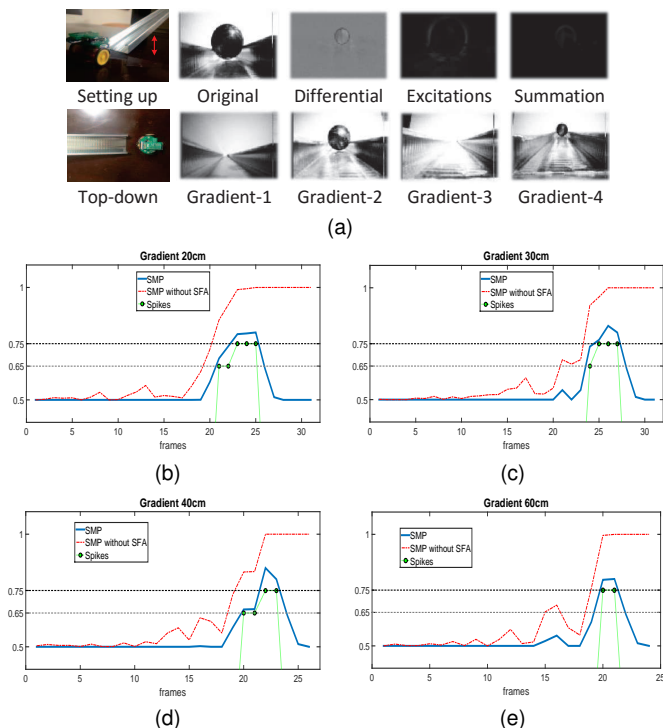 Setting up Original Differential Excitations Summation
Top-down Gradient-1 Gradient-2 Gradient-3 Gradient-4
(a)
Gradient 20cm
SMP
SMP without SFA
Spikes
1
0.75
0.65
0.5
0 5 10 15 20 25 30
frames
(b)
Gradient 30cm
SMP
SMP without SFA
Spikes
1
0.75
0.65
0.5
0 5 10 15 20 25 30
frames
(c)
Gradient 40cm
SMP
SMP without SFA
Spikes
1
0.75
0.65
0.5
0 5 10 15 20 25
frames
(d)
Gradient 60cm
SMP
SMP without SFA
Spikes
1
0.75
0.65
0.5
0 5 10 15 20 25
frames
(e)